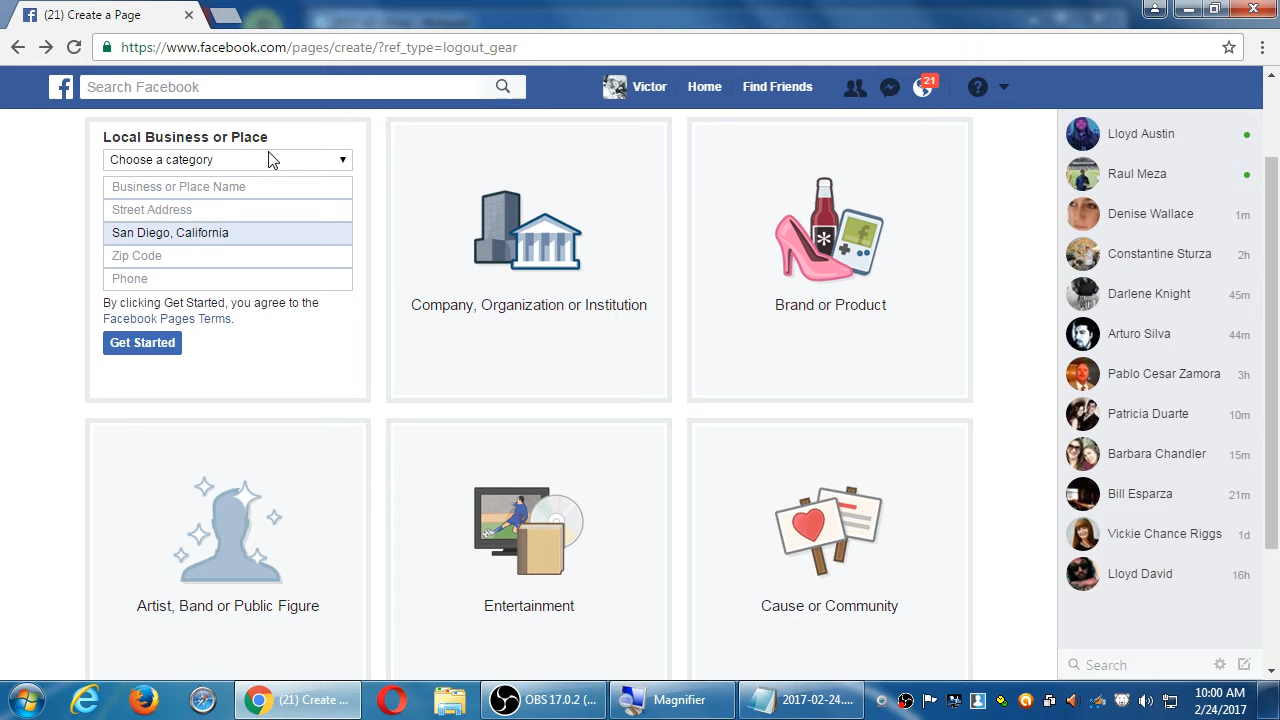 (21) Create a Page
https://www.facebook.com/pages/create/?ref_type=logout_gear
Search Facebook
Victor
Home
Find Friends
21
Local Business or Place
Choose a category
Business or Place Name
Street Address
San Diego, California
Zip Code
Phone
By clicking Get Started, you agree to the
Facebook Pages Terms.
Get Started
Company, Organization or Institution
Brand or Product
Artist, Band or Public Figure
Entertainment
Cause or Community
Lloyd Austin
Raul Meza
Denise Wallace 1m
Constantine Sturza 2h
Darlene Knight 45m
Arturo Silva 44m
Pablo Cesar Zamora 3h
Patricia Duarte 10m
Barbara Chandler 15m
Bill Esparza 21m
Vickie Chance Riggs 1d
Lloyd David 16h
Search
(21) Create ...
OBS 17.0.2 (...
Magnifier
2017-02-24....
10:00 AM
2/24/2017